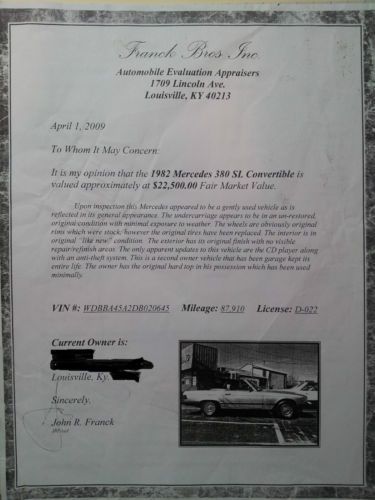 Franck Bros Inc.
Automobile Evaluation Appraisers
1709 Lincoln Ave.
Louisville, KY 40213
April 1, 2009
To Whom It May Concern:
It is my opinion that the 1982 Mercedes 380 SL Convertible is
valued approximately at $22,500.00 Fair Market Value.
Upon inspection this Mercedes appeared to be a gently used vehicle as is
reflected in its general appearance. The undercarriage appears to be in an un-restored,
original condition with minimal exposure to weather. The wheels are obviously original
rims which were stock; however the original tires have been replaced. The interior is in
original "like new" condition. The exterior has its original finish with no visible
repair/refinish areas. The only apparent updates to this vehicle are the CD player along
with an anti-theft system. This is a second owner vehicle that has been garage kept its
entire life. The owner has the original hard top in his possession which has been used
minimally.
VIN #: WDBBA45A2DB020645 Mileage: 87,910 License: D-022
Current Owner is:
Louisville, Ky.
Sincerely,
John R. Franck